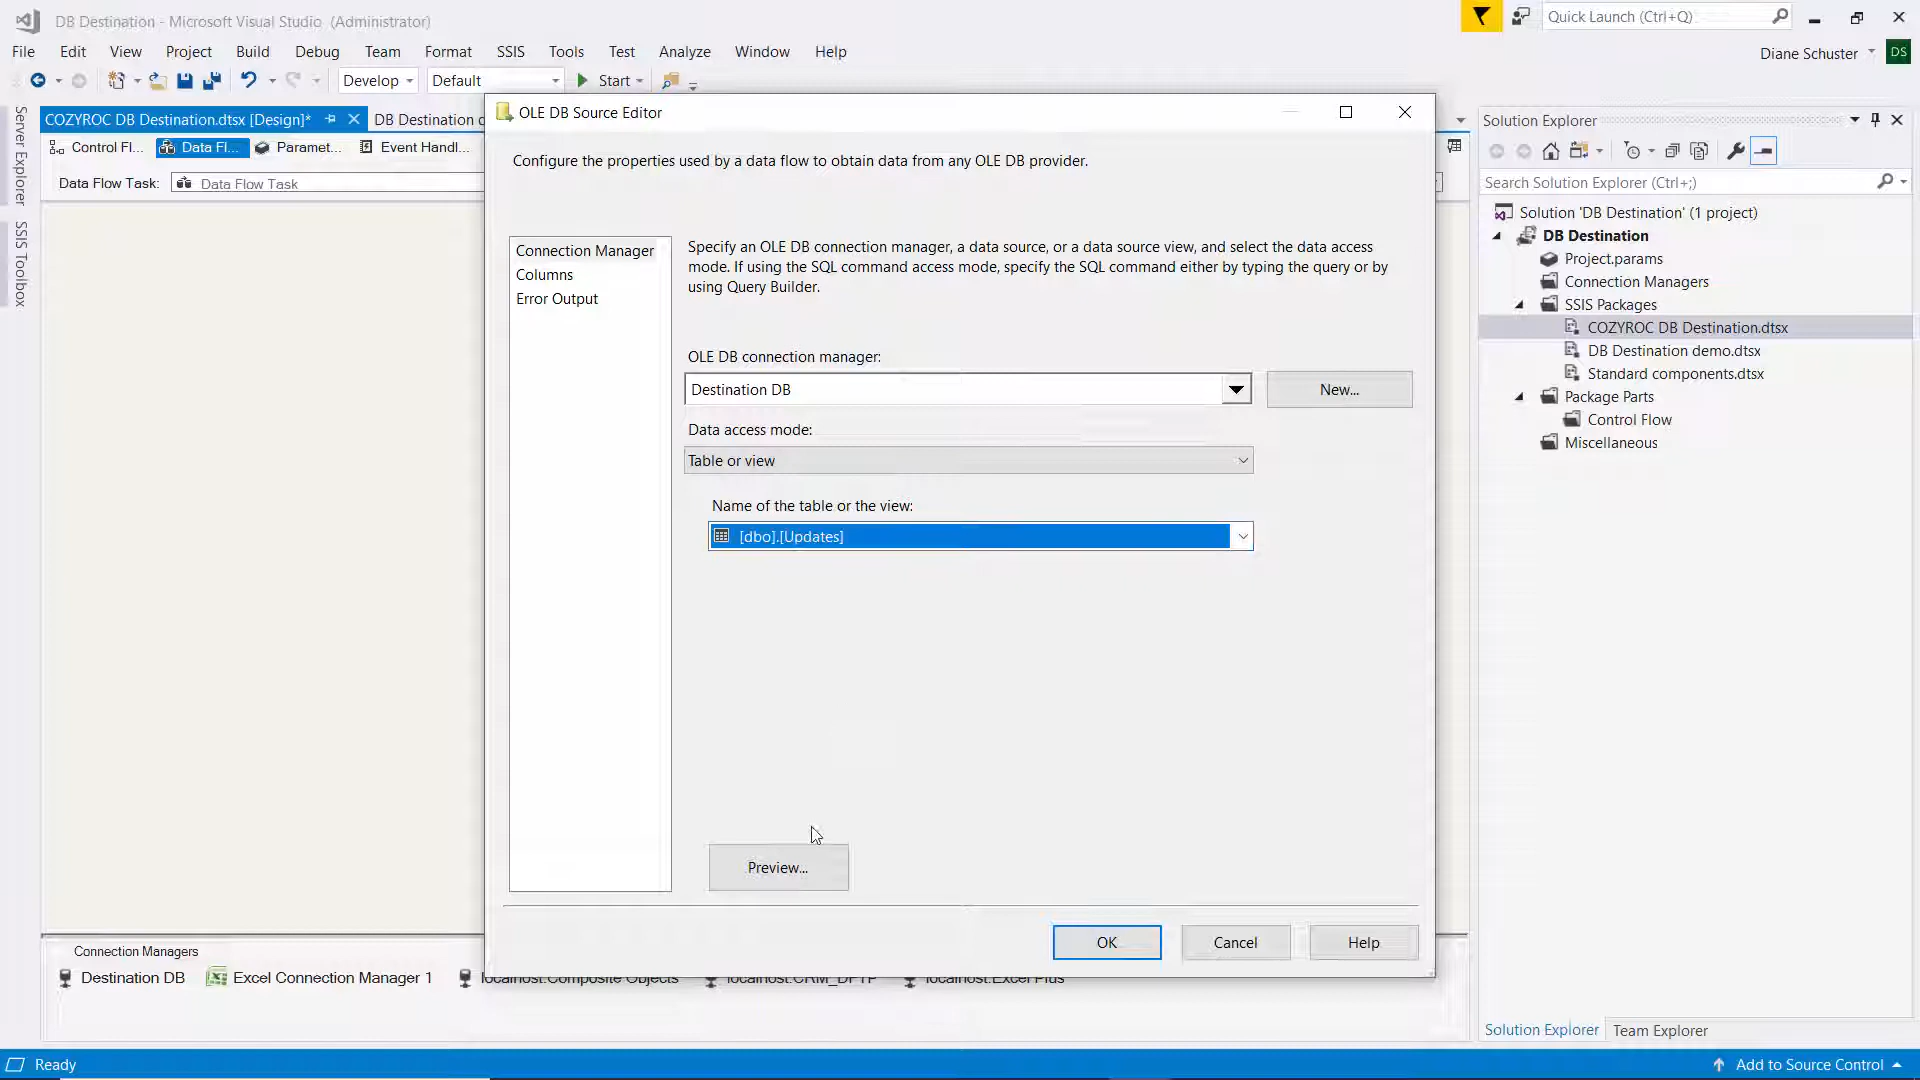 DB Destination - Microsoft Visual Studio (Administrator)
Quick Launch (Ctrl+Q)
File Edit View Project Build Debug Team Format SSIS Tools Test Analyze Window Help
Diane Schuster DS
Develop Default Start
COZYROC DB Destination.dtsx [Design]* DB Destination
Control Fl... Data Fl... Paramet... Event Handl...
Data Flow Task: Data Flow Task
Server Explorer
SSIS Toolbox
OLE DB Source Editor
Configure the properties used by a data flow to obtain data from any OLE DB provider.
Connection Manager
Columns
Error Output
Specify an OLE DB connection manager, a data source, or a data source view, and select the data access
mode. If using the SQL command access mode, specify the SQL command either by typing the query or by
using Query Builder.
OLE DB connection manager:
Destination DB
New...
Data access mode:
Table or view
Name of the table or the view:
[dbo].[Updates]
Preview...
OK Cancel Help
Connection Managers
Destination DB Excel Connection Manager 1 localhost.Composite Objects localhost.CRM_DFTP localhost.Excel Plus
Solution Explorer
Search Solution Explorer (Ctrl+;)
Solution 'DB Destination' (1 project)
DB Destination
Project.params
Connection Managers
SSIS Packages
COZYROC DB Destination.dtsx
DB Destination demo.dtsx
Standard components.dtsx
Package Parts
Control Flow
Miscellaneous
Solution Explorer Team Explorer
Ready
Add to Source Control